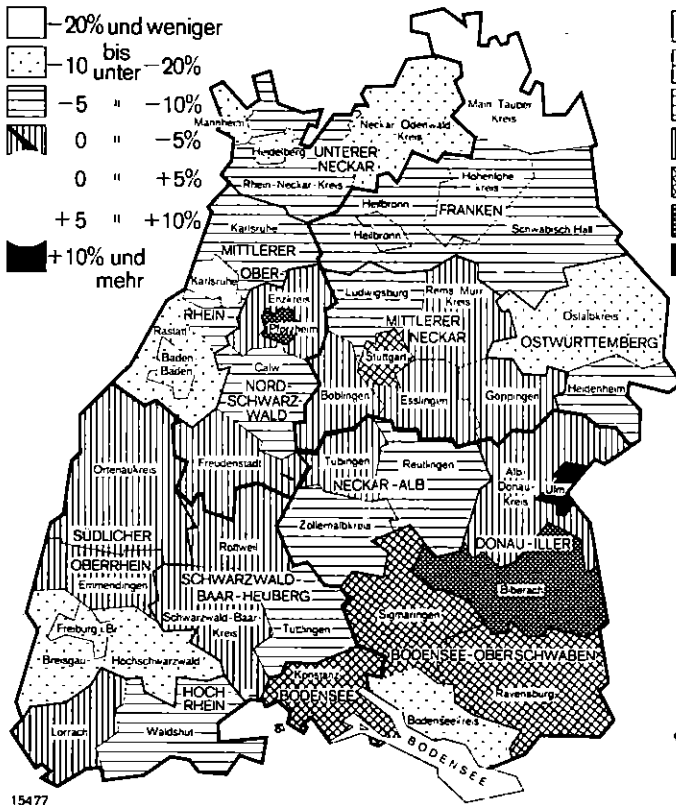 -20% und weniger
-10 bis unter -20%
-5 " -10%
0 " -5%
0 " +5%
+5 " +10%
+10% und mehr
Main Tauber Kreis
Mannheim
Neckar Odenwald Kreis
Heidelberg
UNTERER NECKAR
Hohenlohe kreis
Rhein-Neckar-Kreis
Heilbronn
FRANKEN
Karlsruhe
Heilbronn
Schwäbisch Hall
MITTLERER
OBER-
Karlsruhe
Enzkreis
Ludwigsburg
Rems Murr Kreis
RHEIN
Pforzheim
MITTLERER NECKAR
Ostalbkreis
OSTWÜRTTEMBERG
Rastatt
Baden Baden
Stuttgart
Calw
NORD-SCHWARZ-WALD
Böblingen
Esslingen
Göppingen
Heidenheim
Ortenaukreis
Freudenstadt
Tübingen
Reutlingen
NECKAR-ALB
Alb Donau-Kreis
Ulm
Zollernalbkreis
SÜDLICHER
OBERRHEIN
Rottweil
DONAU-ILLER
Emmendingen
SCHWARZWALD-BAAR-HEUBERG
Biberach
Sigmaringen
Freiburg i.Br
Schwarzwald-Baar-Kreis
Tuttlingen
Breisgau-Hochschwarzwald
BODENSEE-OBERSCHWABEN
Konstanz
BODENSEE
Ravensburg
HOCH
RHEIN
Bodenseekreis
Lörrach
Waldshut
BODENSEE
15477